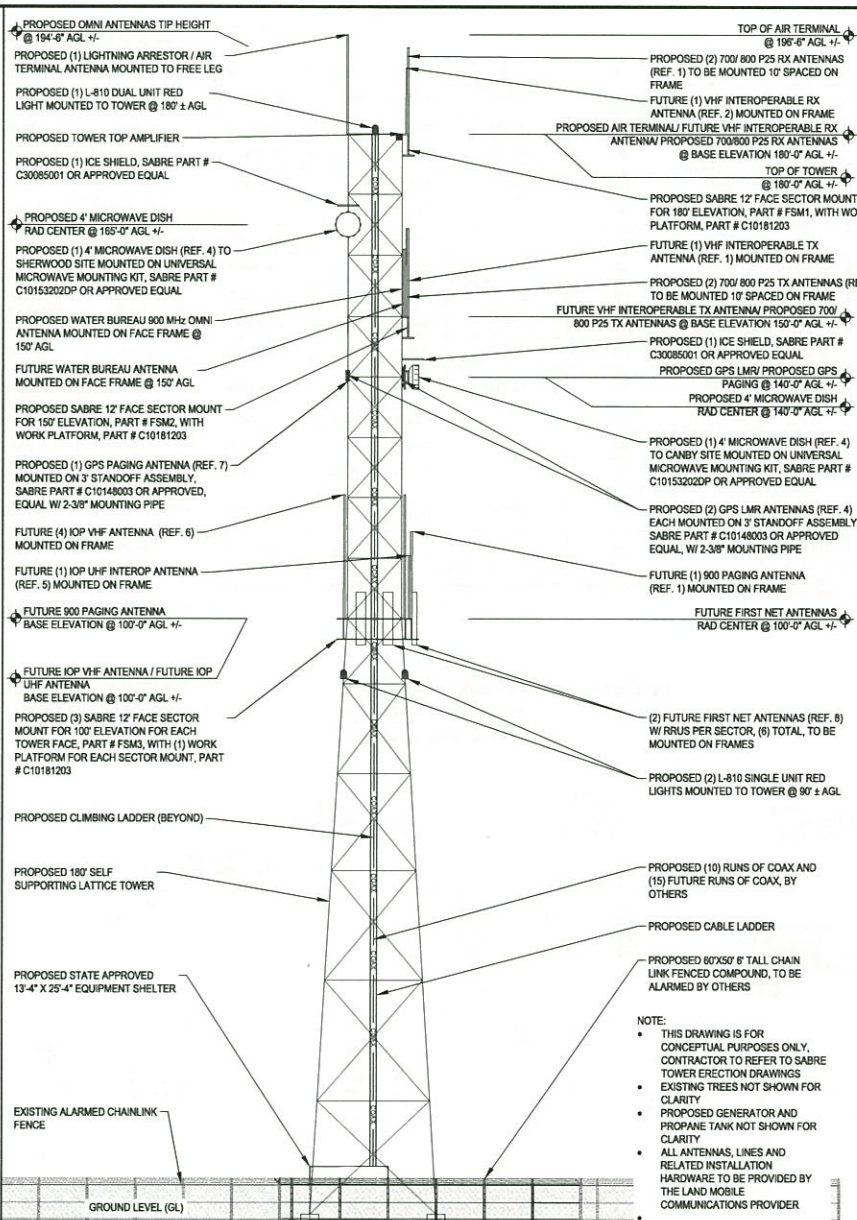 PROPOSED OMNI ANTENNAS TIP HEIGHT
@ 194'-6" AGL +/-
PROPOSED (1) LIGHTNING ARRESTOR / AIR
TERMINAL ANTENNA MOUNTED TO FREE LEG
PROPOSED (1) L-810 DUAL UNIT RED
LIGHT MOUNTED TO TOWER @ 180' ± AGL
PROPOSED TOWER TOP AMPLIFIER
PROPOSED (1) ICE SHIELD, SABRE PART #
C30085001 OR APPROVED EQUAL
PROPOSED 4' MICROWAVE DISH
RAD CENTER @ 165'-0" AGL +/-
PROPOSED (1) 4' MICROWAVE DISH (REF. 4) TO
SHERWOOD SITE MOUNTED ON UNIVERSAL
MICROWAVE MOUNTING KIT, SABRE PART #
C10153202DP OR APPROVED EQUAL
PROPOSED WATER BUREAU 900 MHz OMNI
ANTENNA MOUNTED ON FACE FRAME @
150' AGL
FUTURE WATER BUREAU ANTENNA
MOUNTED ON FACE FRAME @ 150' AGL
PROPOSED SABRE 12' FACE SECTOR MOUNT
FOR 150' ELEVATION, PART # FSM2, WITH
WORK PLATFORM, PART # C10181203
PROPOSED (1) GPS PAGING ANTENNA (REF. 7)
MOUNTED ON 3' STANDOFF ASSEMBLY,
SABRE PART # C10148003 OR APPROVED,
EQUAL W/ 2-3/8" MOUNTING PIPE
FUTURE (4) IOP VHF ANTENNA (REF. 6)
MOUNTED ON FRAME
FUTURE (1) IOP UHF INTEROP ANTENNA
(REF. 5) MOUNTED ON FRAME
FUTURE 900 PAGING ANTENNA
BASE ELEVATION @ 100'-0" AGL +/-
FUTURE IOP VHF ANTENNA / FUTURE IOP
UHF ANTENNA
BASE ELEVATION @ 100'-0" AGL +/-
PROPOSED (3) SABRE 12' FACE SECTOR
MOUNT FOR 100' ELEVATION FOR EACH
TOWER FACE, PART # FSM3, WITH (1) WORK
PLATFORM FOR EACH SECTOR MOUNT, PART
# C10181203
PROPOSED CLIMBING LADDER (BEYOND)
PROPOSED 180' SELF
SUPPORTING LATTICE TOWER
PROPOSED STATE APPROVED
13'-4" X 25'-4" EQUIPMENT SHELTER
EXISTING ALARMED CHAINLINK
FENCE
GROUND LEVEL (GL)
TOP OF AIR TERMINAL
@ 196'-6" AGL +/-
PROPOSED (2) 700/ 800 P25 RX ANTENNAS
(REF. 1) TO BE MOUNTED 10' SPACED ON
FRAME
FUTURE (1) VHF INTEROPERABLE RX
ANTENNA (REF. 2) MOUNTED ON FRAME
PROPOSED AIR TERMINAL/ FUTURE VHF INTEROPERABLE RX
ANTENNA/ PROPOSED 700/800 P25 RX ANTENNAS
@ BASE ELEVATION 180'-0" AGL +/-
TOP OF TOWER
@ 180'-0" AGL +/-
PROPOSED SABRE 12' FACE SECTOR MOUNT
FOR 180' ELEVATION, PART # FSM1, WITH WO
PLATFORM, PART # C10181203
FUTURE (1) VHF INTEROPERABLE TX
ANTENNA (REF. 1) MOUNTED ON FRAME
PROPOSED (2) 700/ 800 P25 TX ANTENNAS (RE
TO BE MOUNTED 10' SPACED ON FRAME
FUTURE VHF INTEROPERABLE TX ANTENNA/ PROPOSED 700/
800 P25 TX ANTENNAS @ BASE ELEVATION 150'-0" AGL +/-
PROPOSED (1) ICE SHIELD, SABRE PART #
C30085001 OR APPROVED EQUAL
PROPOSED GPS LMR/ PROPOSED GPS
PAGING @ 140'-0" AGL +/-
PROPOSED 4' MICROWAVE DISH
RAD CENTER @ 140'-0" AGL +/-
PROPOSED (1) 4' MICROWAVE DISH (REF. 4)
TO CANBY SITE MOUNTED ON UNIVERSAL
MICROWAVE MOUNTING KIT, SABRE PART #
C10153202DP OR APPROVED EQUAL
PROPOSED (2) GPS LMR ANTENNAS (REF. 4)
EACH MOUNTED ON 3' STANDOFF ASSEMBLY
SABRE PART # C10148003 OR APPROVED
EQUAL, W/ 2-3/8" MOUNTING PIPE
FUTURE (1) 900 PAGING ANTENNA
(REF. 1) MOUNTED ON FRAME
FUTURE FIRST NET ANTENNAS
RAD CENTER @ 100'-0" AGL +/-
(2) FUTURE FIRST NET ANTENNAS (REF. 8)
W/ RRUS PER SECTOR, (6) TOTAL, TO BE
MOUNTED ON FRAMES
PROPOSED (2) L-810 SINGLE UNIT RED
LIGHTS MOUNTED TO TOWER @ 90' ± AGL
PROPOSED (10) RUNS OF COAX AND
(15) FUTURE RUNS OF COAX, BY
OTHERS
PROPOSED CABLE LADDER
PROPOSED 60'X50' 6' TALL CHAIN
LINK FENCED COMPOUND, TO BE
ALARMED BY OTHERS
NOTE:
• THIS DRAWING IS FOR
CONCEPTUAL PURPOSES ONLY,
CONTRACTOR TO REFER TO SABRE
TOWER ERECTION DRAWINGS
• EXISTING TREES NOT SHOWN FOR
CLARITY
• PROPOSED GENERATOR AND
PROPANE TANK NOT SHOWN FOR
CLARITY
• ALL ANTENNAS, LINES AND
RELATED INSTALLATION
HARDWARE TO BE PROVIDED BY
THE LAND MOBILE
COMMUNICATIONS PROVIDER